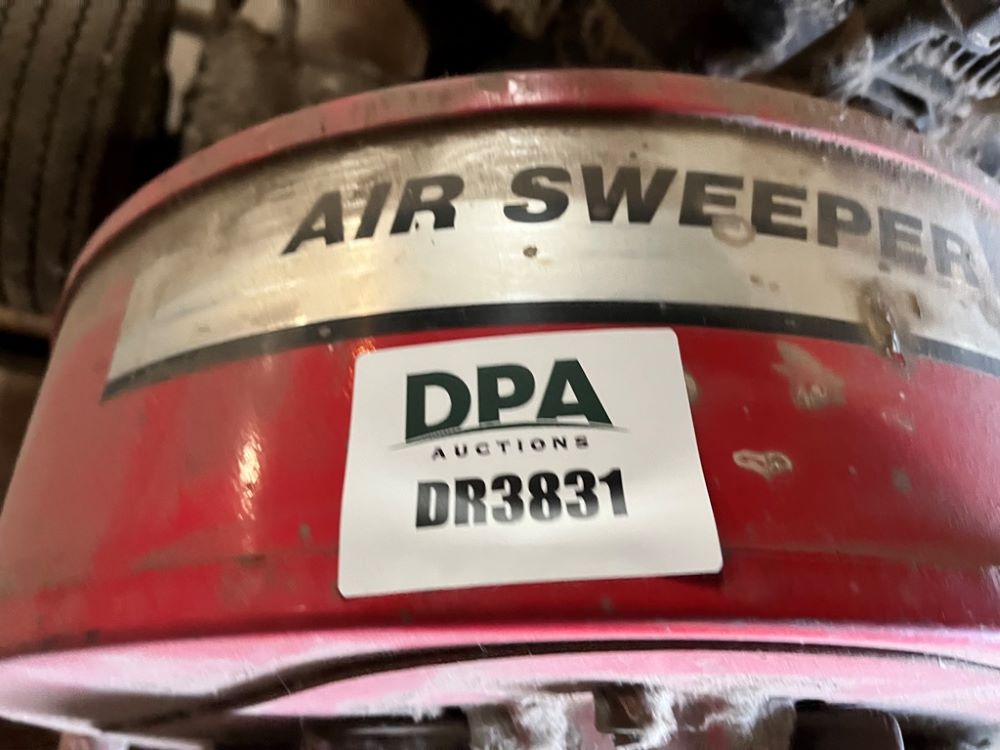 AIR SWEEPER
DPA
AUCTIONS
DR3831